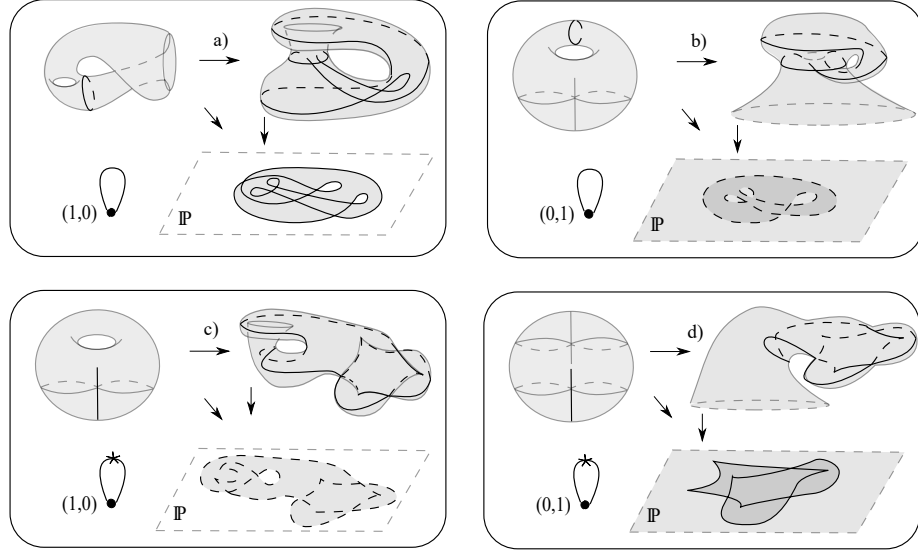 a)
(1,0)
ℙ
b)
(0,1)
ℙ
c)
(1,0)
ℙ
d)
(0,1)
ℙ